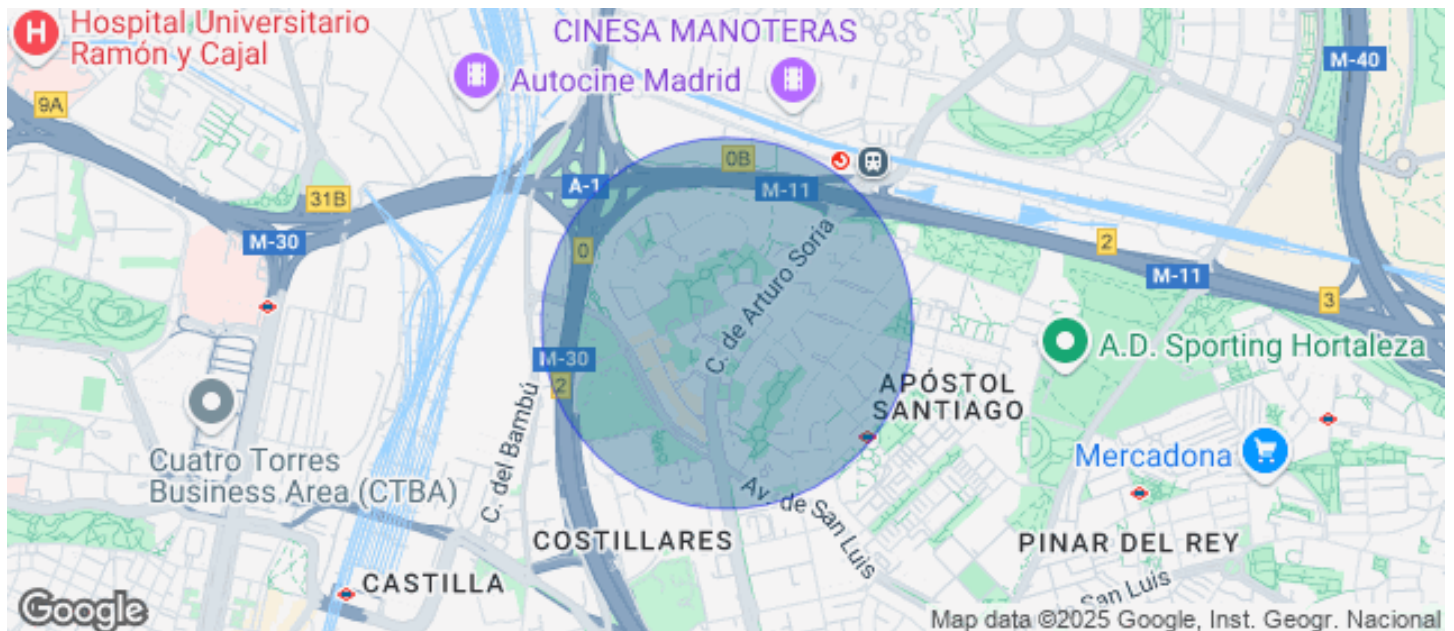 Hospital Universitario
Ramón y Cajal
CINESA MANOTERAS
Autocine Madrid
M-40
9A
0B
A-1
M-11
31B
M-30
0
2
M-11
3
C. de Arturo Soria
M-30
2
A.D. Sporting Hortaleza
APÓSTOL
SANTIAGO
C. del Bambú
Mercadona
Cuatro Torres
Business Area (CTBA)
Av. de San Luis
COSTILLARES
PINAR DEL REY
CASTILLA
San Luis
Google
Map data ©2025 Google, Inst. Geogr. Nacional